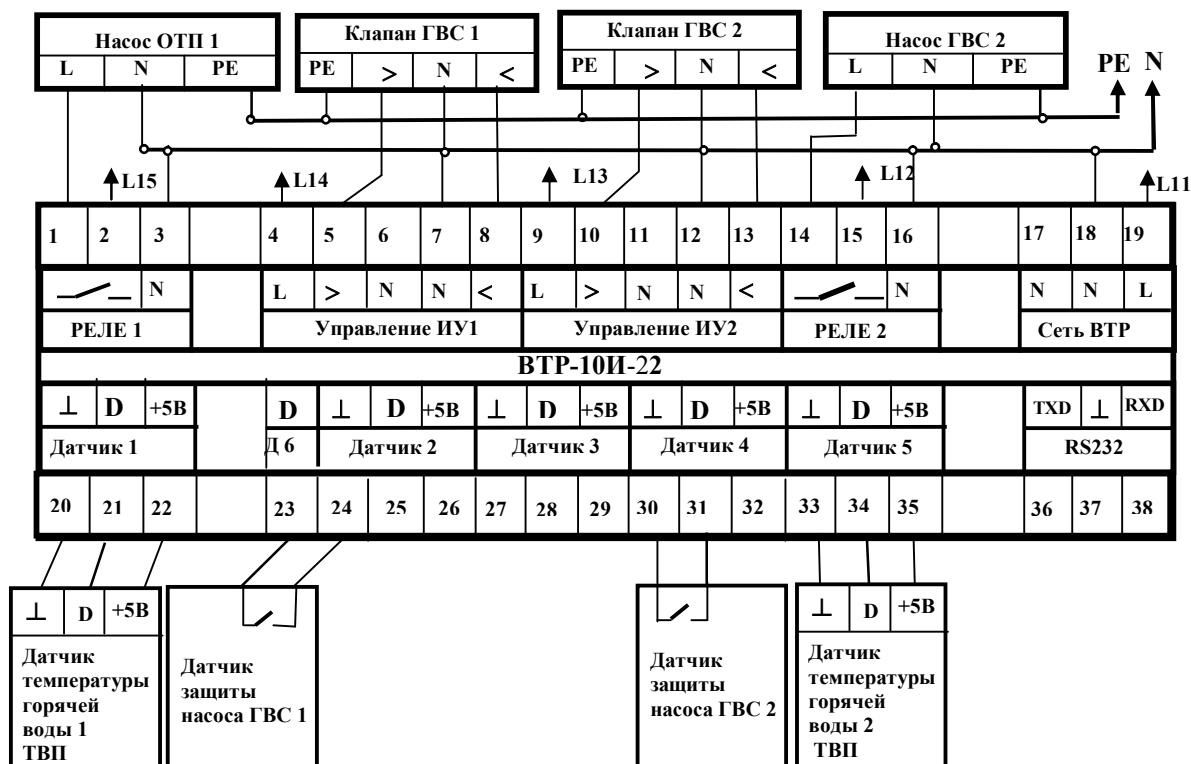 Насос ОТП 1 Клапан ГВС 1 Клапан ГВС 2 Насос ГВС 2
L N PE PE > N < PE > N < L N PE PE N
L15 L14 L13 L12 L11
1 2 3 4 5 6 7 8 9 10 11 12 13 14 15 16 17 18 19
N L > N N < L > N N < N N N L
РЕЛЕ 1 Управление ИУ1 Управление ИУ2 РЕЛЕ 2 Сеть ВТР
ВТР-10И-22
⊥ D +5В D ⊥ D +5В ⊥ D +5В ⊥ D +5В ⊥ D +5В TXD ⊥ RXD
Датчик 1 Д 6 Датчик 2 Датчик 3 Датчик 4 Датчик 5 RS232
20 21 22 23 24 25 26 27 28 29 30 31 32 33 34 35 36 37 38
⊥ D +5В ⊥ D +5В
Датчик
температуры
горячей
воды 1
ТВП
Датчик
защиты
насоса ГВС 1
Датчик
защиты
насоса ГВС 2
Датчик
температуры
горячей
воды 2
ТВП